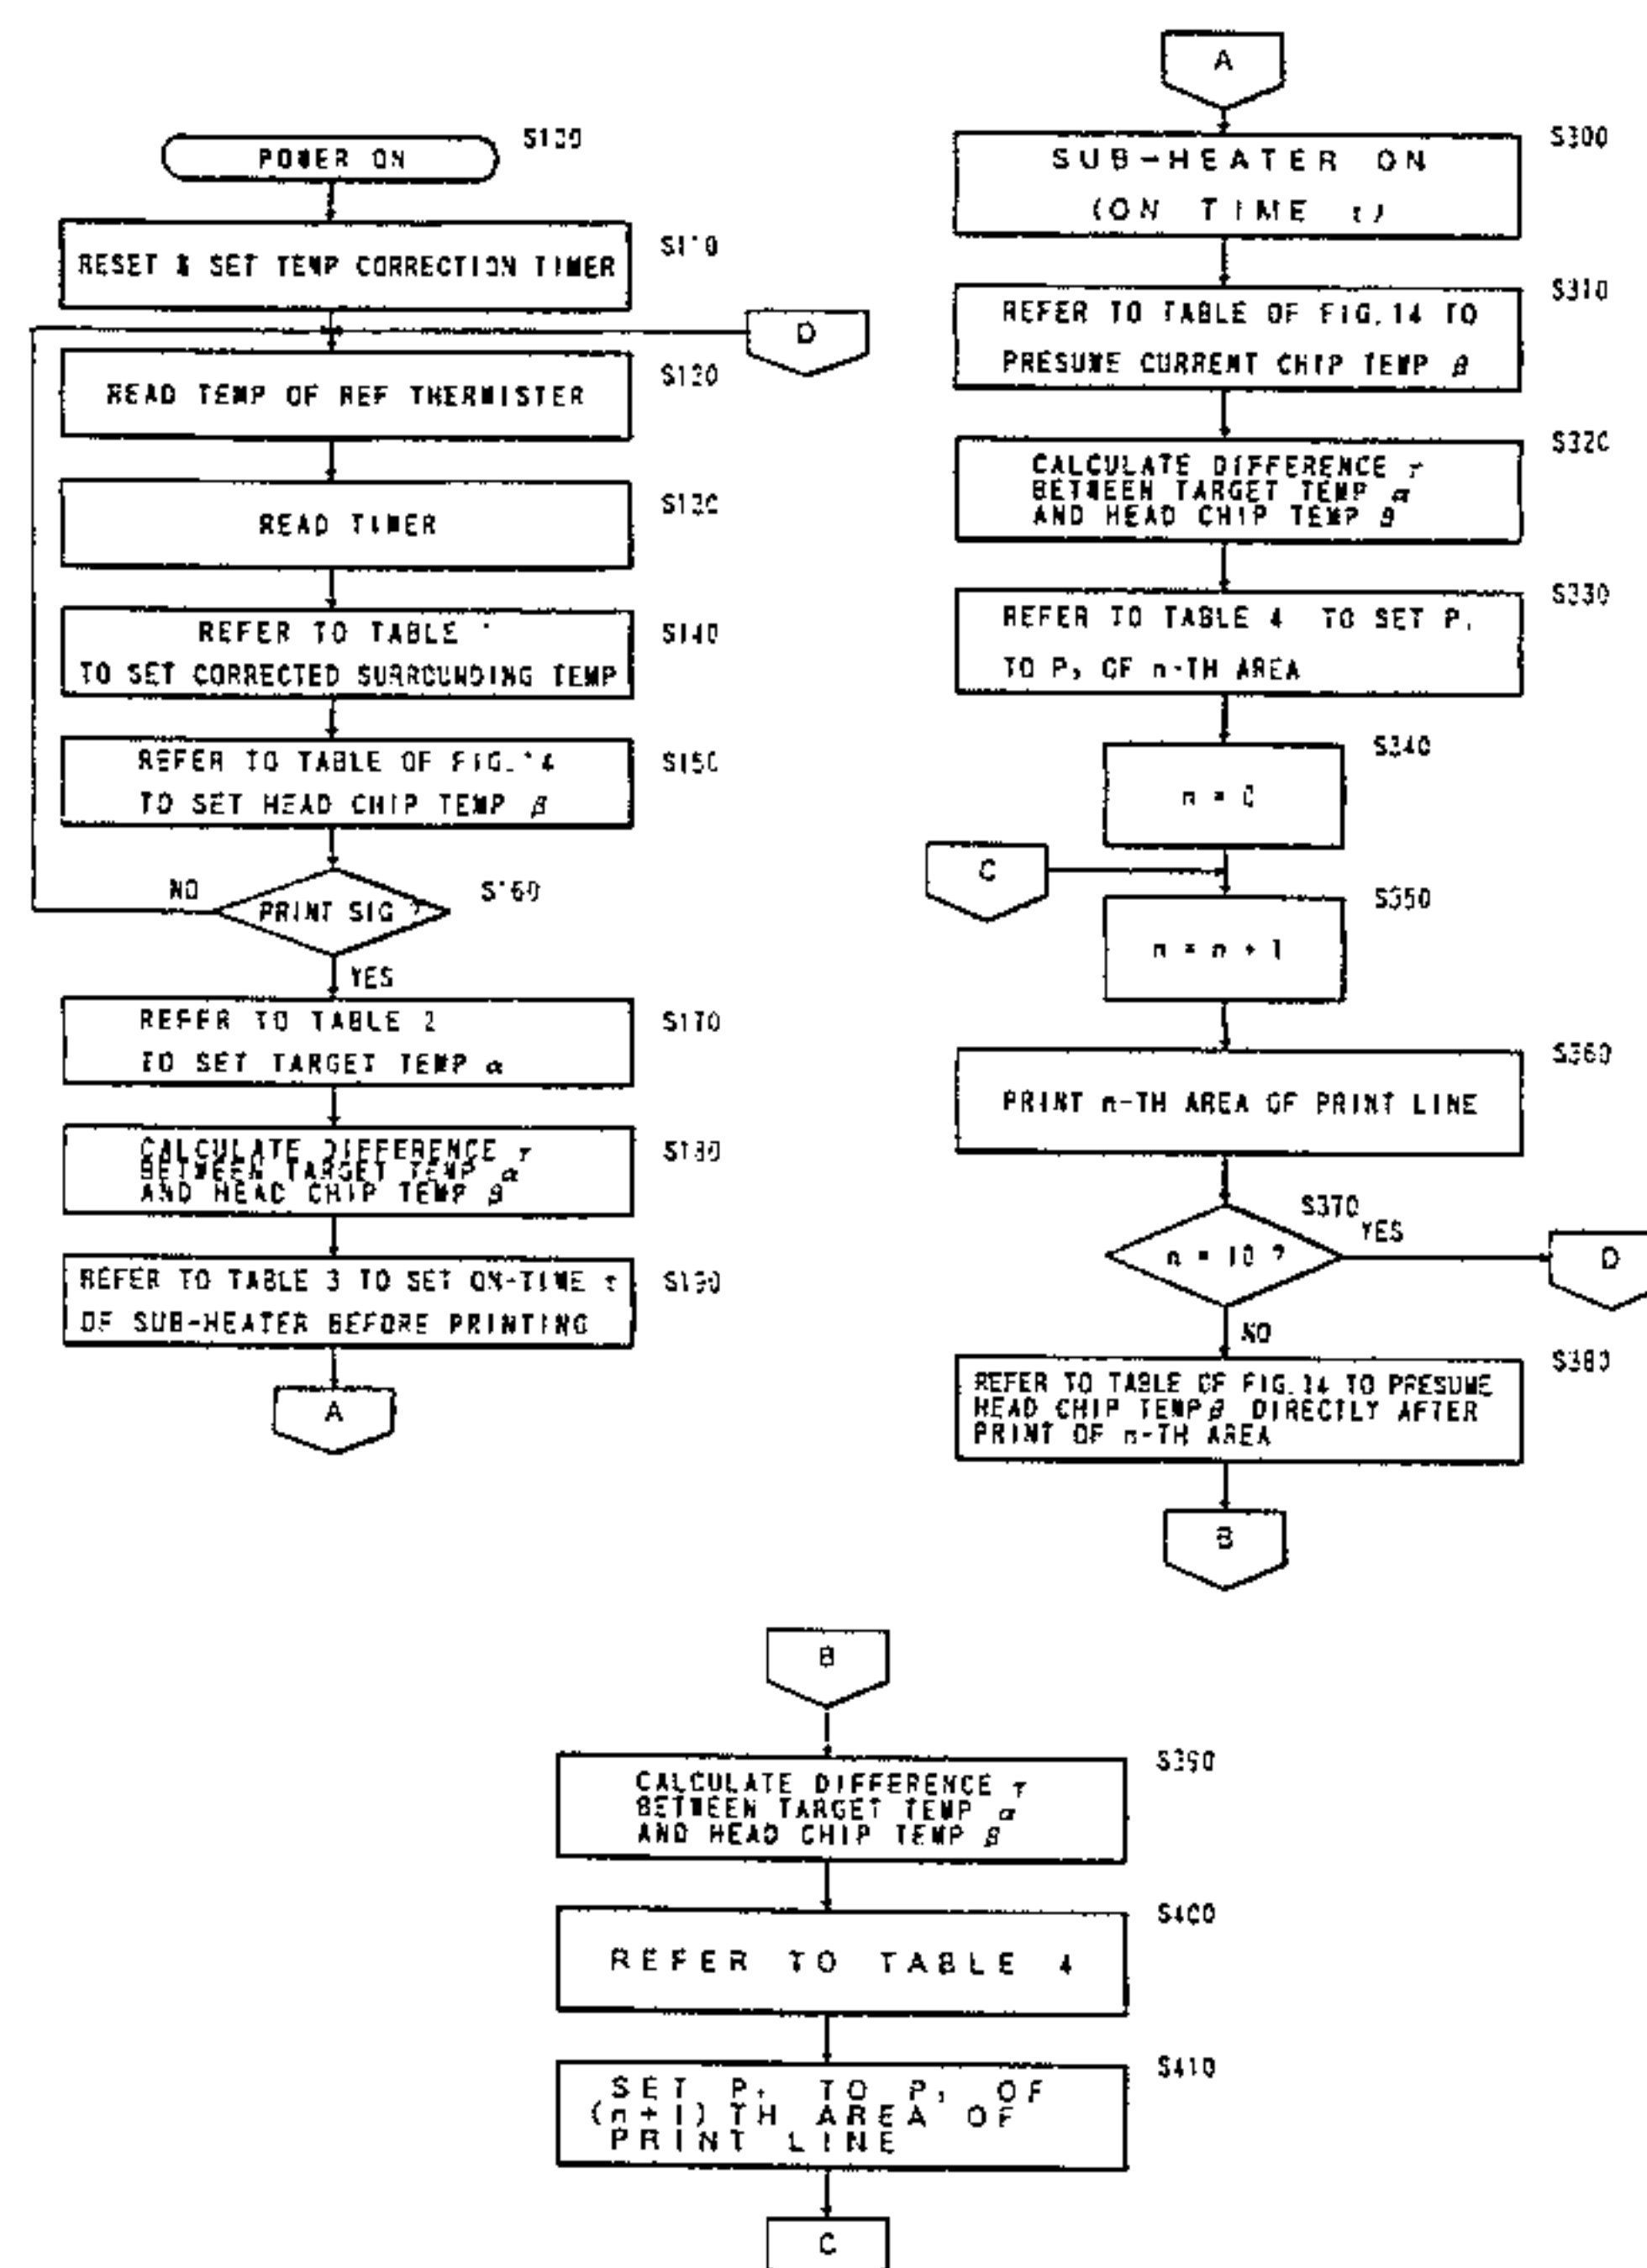 POWER ON
RESET & SET TEMP CORRECTION TIMER
D
READ TEMP OF REF THERMISTER
S120
READ TIMER
REFER TO TABLE
S140
TO SET CORRECTED SURROUNDING TEMP
REFER TO TABLE OF FIG. 14
TO SET HEAD CHIP TEMP β
S150
NO
PRINT SIG ?
S160
YES
REFER TO TABLE 2
TO SET TARGET TEMP α
S170
CALCULATE DIFFERENCE γ
BETWEEN TARGET TEMP α
AND HEAD CHIP TEMP β
S180
REFER TO TABLE 3 TO SET ON-TIME t
OF SUB-HEATER BEFORE PRINTING
S190
A
A
SUB-HEATER ON
(ON TIME t)
S300
REFER TO TABLE OF FIG. 14 TO
PRESUME CURRENT CHIP TEMP β
S310
CALCULATE DIFFERENCE γ
BETWEEN TARGET TEMP α
AND HEAD CHIP TEMP β
S320
REFER TO TABLE 4 TO SET P
TO P OF n-TH AREA
S330
n = 0
S340
C
n = n + 1
S350
PRINT n-TH AREA OF PRINT LINE
S360
n = 10 ?
S370
YES
D
NO
REFER TO TABLE OF FIG. 14 TO PRESUME
HEAD CHIP TEMP β DIRECTLY AFTER
PRINT OF n-TH AREA
S380
B
B
CALCULATE DIFFERENCE γ
BETWEEN TARGET TEMP α
AND HEAD CHIP TEMP β
S390
REFER TO TABLE 4
S400
SET P TO P OF
(n+1) TH AREA OF
PRINT LINE
S410
C